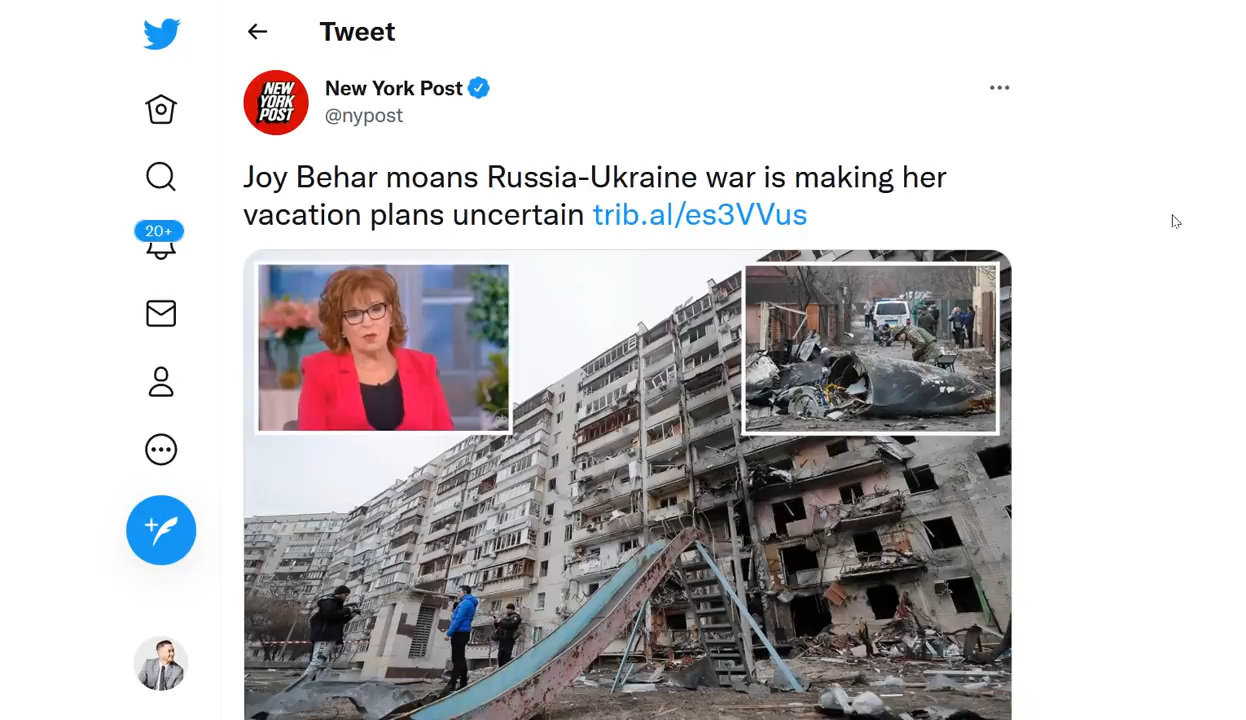 Tweet
NEW
YORK
POST
New York Post
@nypost
Joy Behar moans Russia-Ukraine war is making her
vacation plans uncertain trib.al/es3VVus
20+